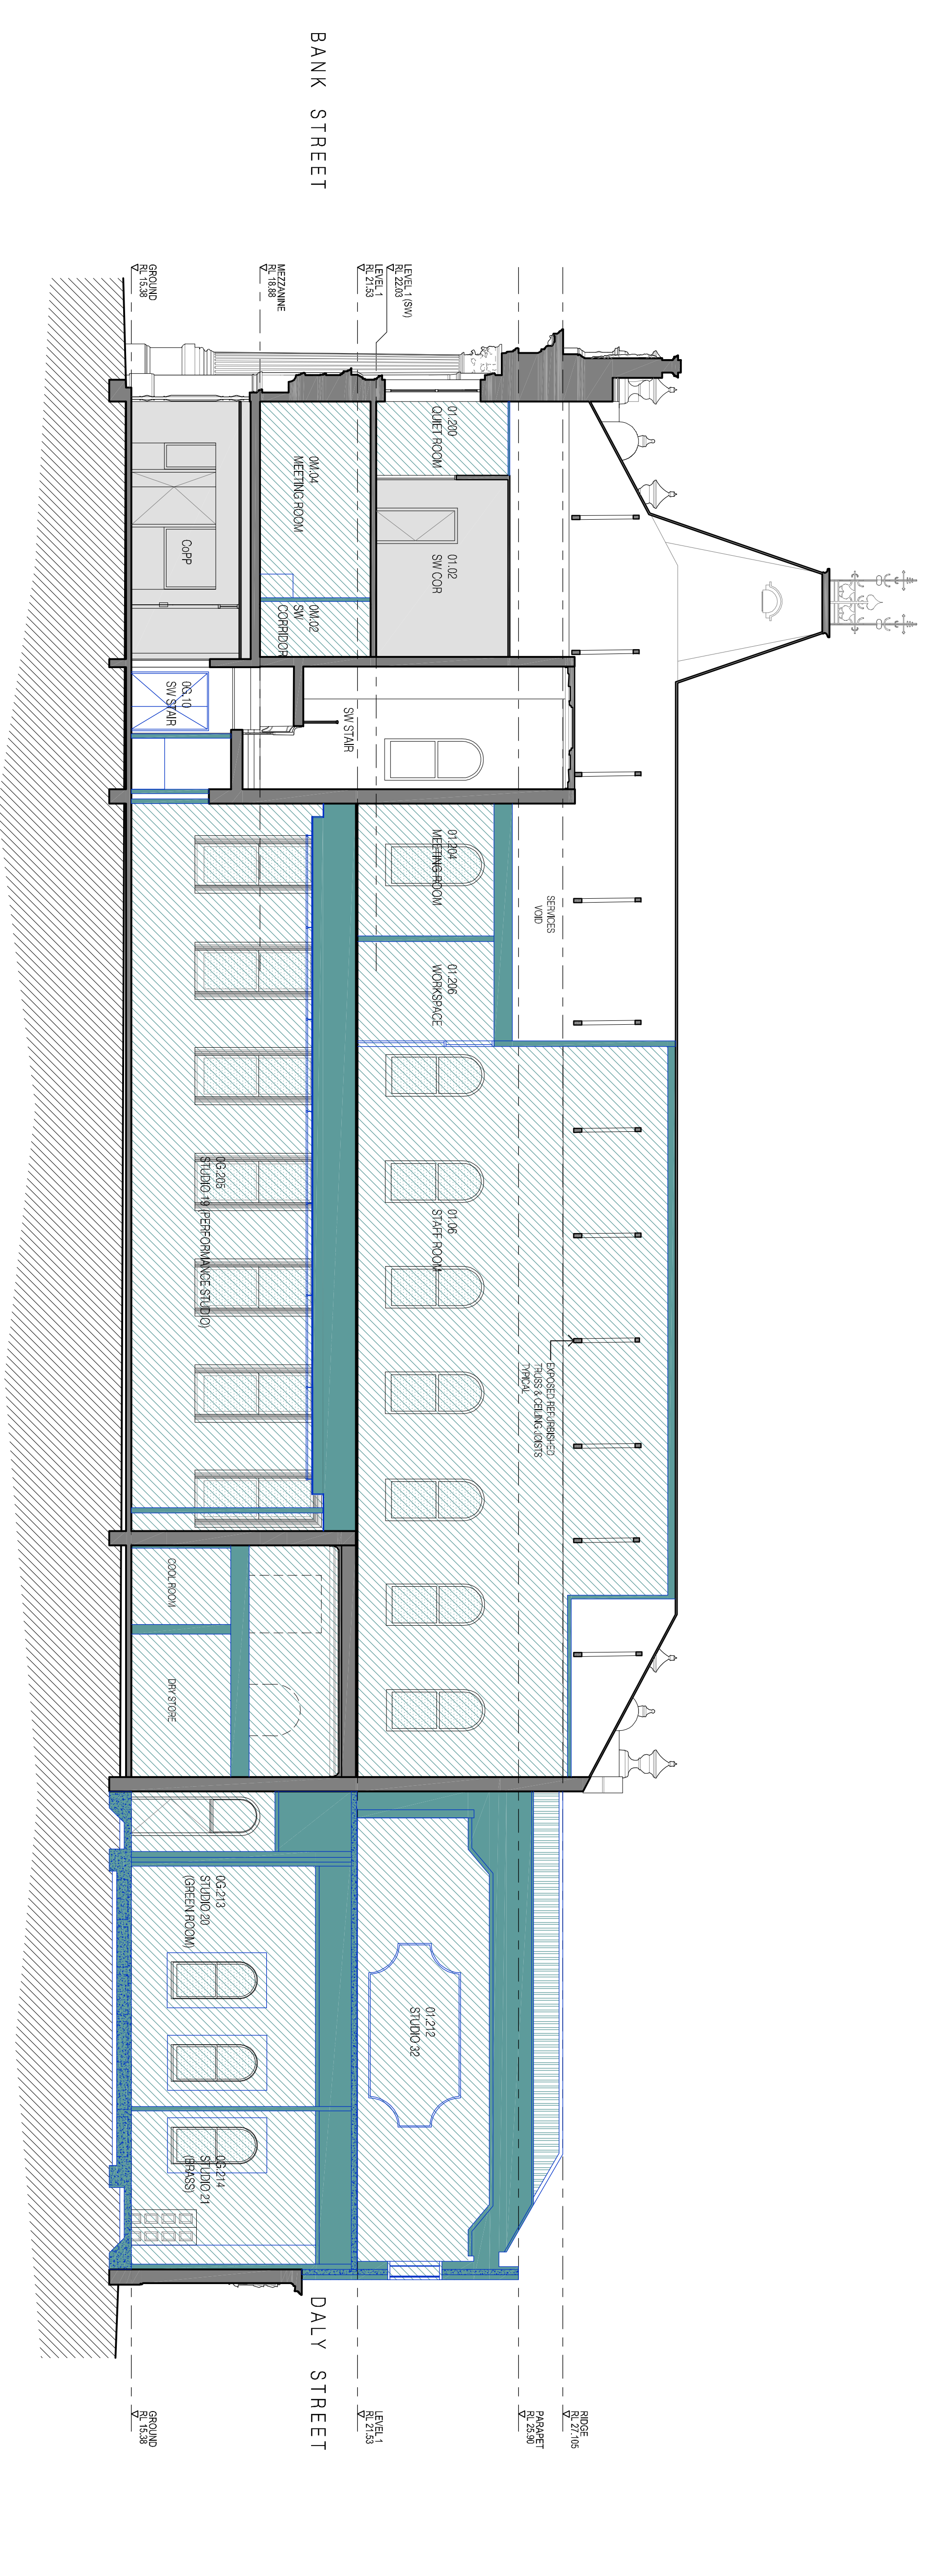 BANK STREET
GROUND
RL 15.38
MEZZANINE
RL 18.88
LEVEL 1
RL 21.53
LEVEL 1 (SW)
RL 22.03
01.200
QUIET ROOM
0M.04
MEETING ROOM
CoPP
01.02
SW COR
0M.02
SW
CORRIDOR
0G.10
SW STAIR
SW STAIR
01.204
MEETING ROOM
SERVICES
VOID
01.206
WORKSPACE
0G.205
STUDIO 19 (PERFORMANCE STUDIO)
01.06
STAFF ROOM
EXPOSED REFURBISHED
TRUSS & CEILING JOISTS
TYPICAL
COOL ROOM
DRY STORE
0G.213
STUDIO 20
(GREEN ROOM)
01.212
STUDIO 32
0G.214
STUDIO 21
(BRASS)
DALY STREET
RIDGE
RL 27.105
PARAPET
RL 25.90
LEVEL 1
RL 21.53
GROUND
RL 15.38